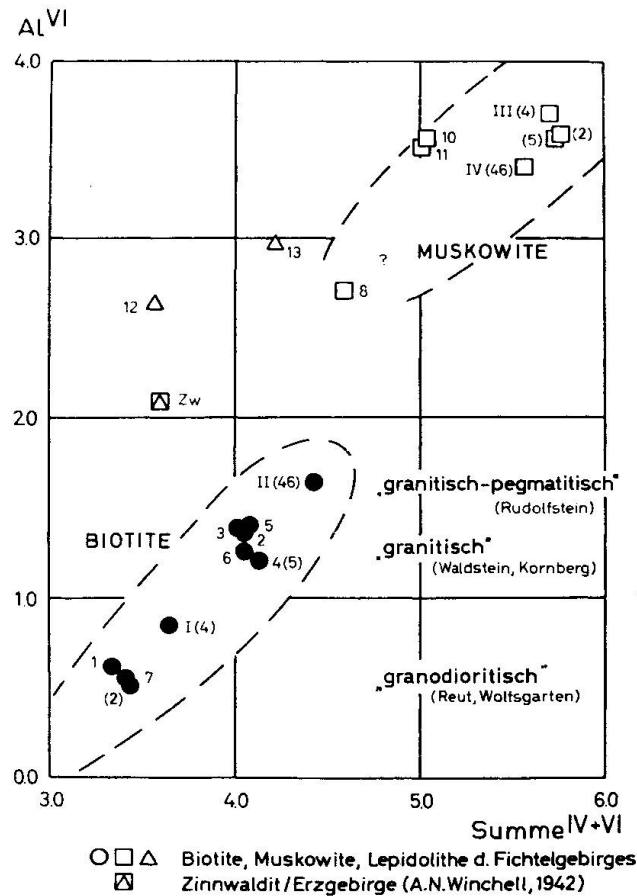 Al VI
4.0
III (4)
10
(5) (2)
11
IV (46)
3.0
13
MUSKOWITE
?
12
8
Zw
2.0
II (46)
"granitisch-pegmatitisch"
(Rudolfstein)
5
3
2
BIOTITE
"granitisch"
6
4(5)
(Waldstein, Kornberg)
1.0
I (4)
1
7
"granodioritisch"
(2)
(Reut, Wolfsgarten)
0.0
3.0 4.0 5.0 6.0
Summe IV+VI
Biotite, Muskowite, Lepidolithe d. Fichtelgebirges
Zinnwaldit/Erzgebirge (A.N.Winchell, 1942)